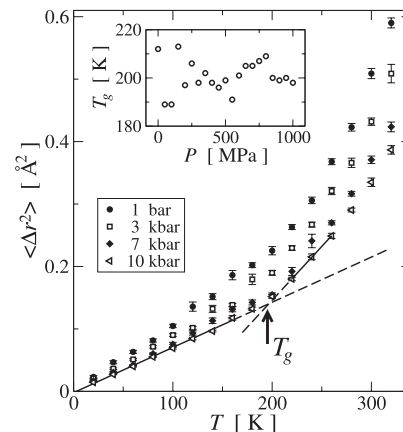 0.6
0.4
0.2
0
<Δr²> [ Å² ]
220
200
180
T_g [ K ]
0 500 1000
P [ MPa ]
1 bar
3 kbar
7 kbar
10 kbar
T_g
0 100 200 300
T [ K ]